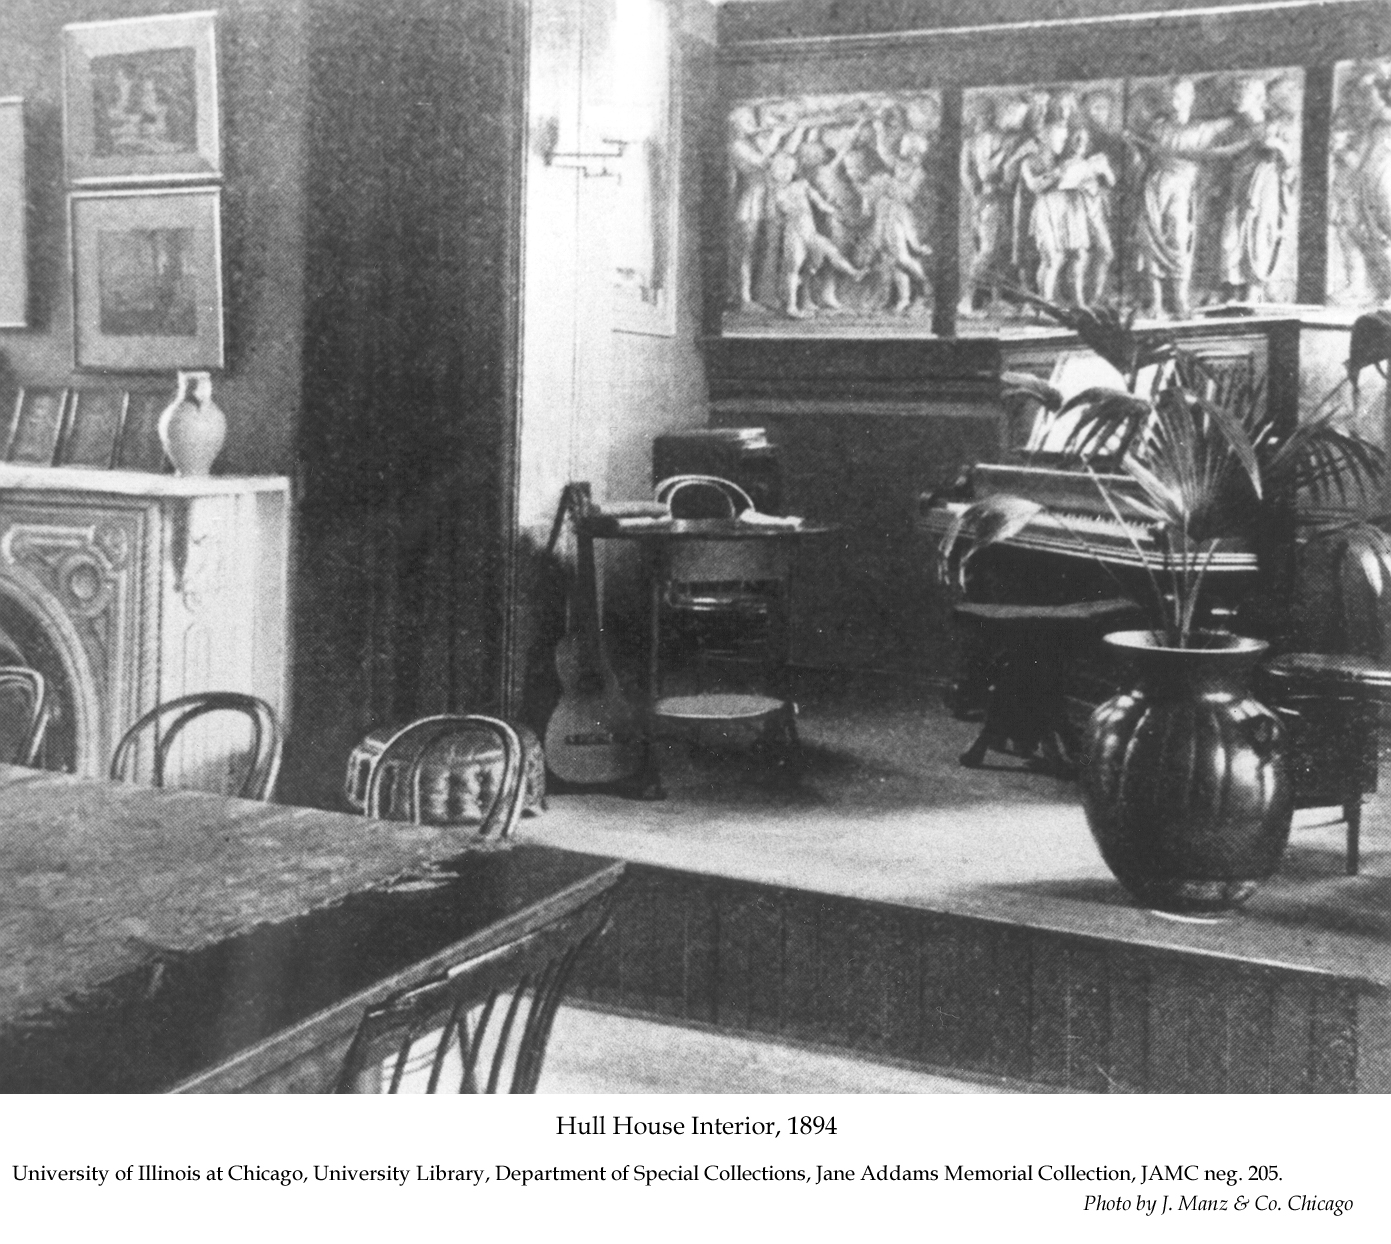 Hull House Interior, 1894
University of Illinois at Chicago, University Library, Department of Special Collections, Jane Addams Memorial Collection, JAMC neg. 205.
Photo by J. Manz & Co. Chicago